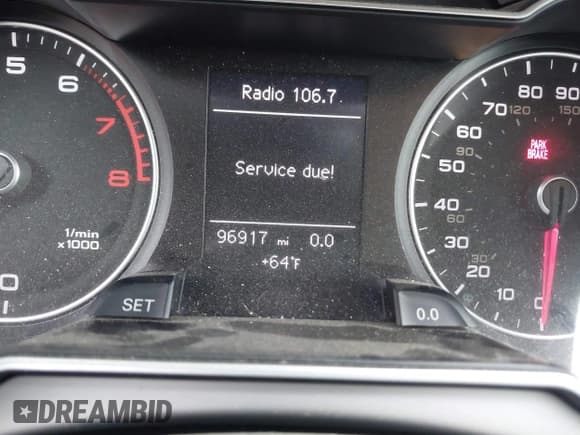 5 6 7 8
1/min
x1000
0
Radio 106.7
Service due!
96917 mi 0.0
+64°F
SET
0.0
80 90
70 120 150
60
50 90
40 60
30
20 30
10
0
PARK
BRAKE
DREAMBID